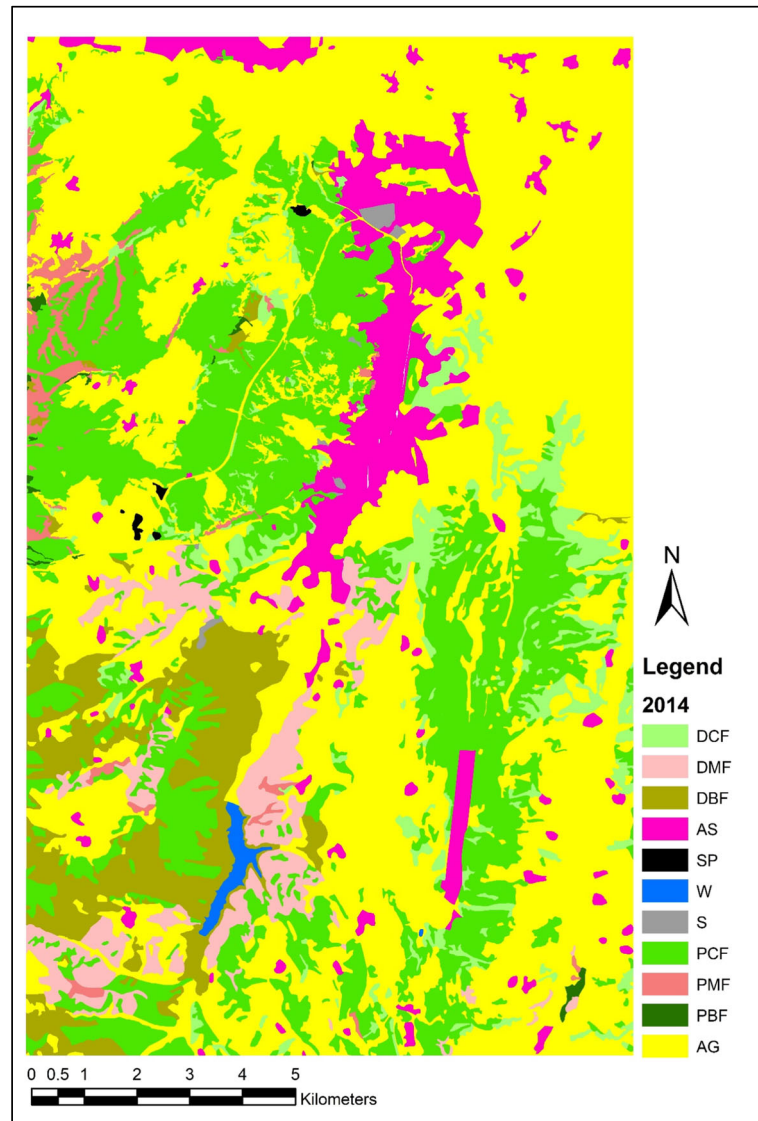 N
Legend
2014
DCF
DMF
DBF
AS
SP
W
S
PCF
PMF
PBF
AG
0 0.5 1 2 3 4 5
Kilometers